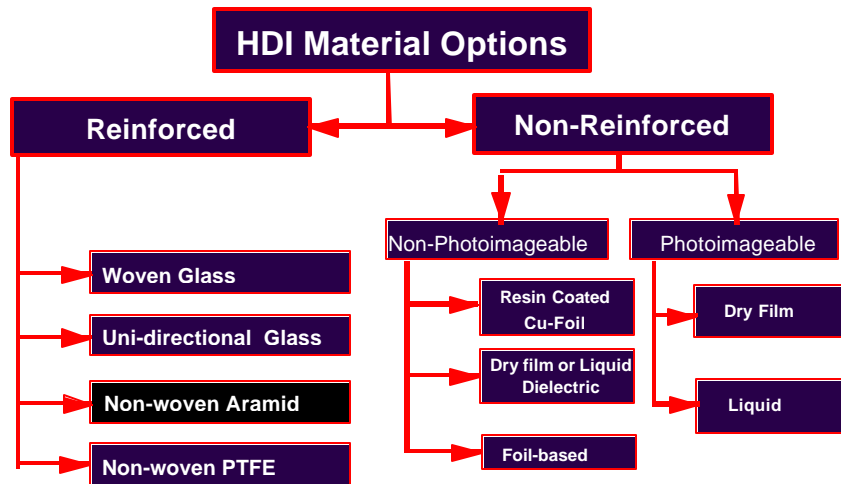 HDI Material Options
Reinforced
Non-Reinforced
Non-Photoimageable
Photoimageable
Woven Glass
Uni-directional Glass
Non-woven Aramid
Non-woven PTFE
Resin Coated
Cu-Foil
Dry film or Liquid
Dielectric
Foil-based
Dry Film
Liquid